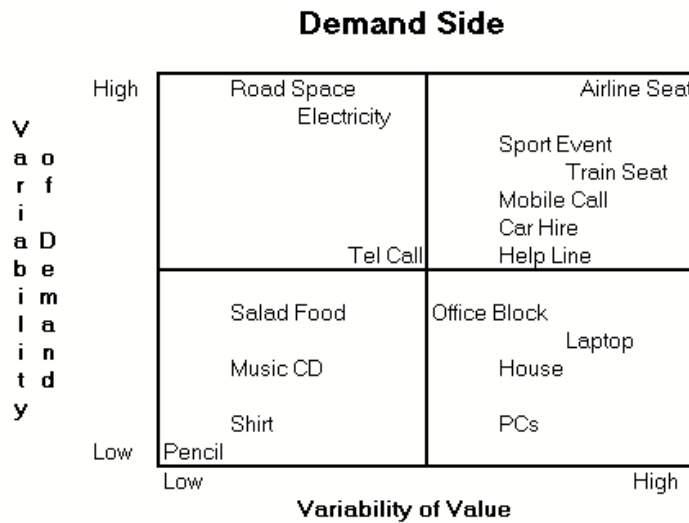 Demand Side
Variability
of Demand
High
Road Space
Airline Seat
Electricity
Sport Event
Train Seat
Mobile Call
Car Hire
Tel Call
Help Line
Salad Food
Office Block
Laptop
Music CD
House
Shirt
PCs
Low
Pencil
Low
High
Variability of Value